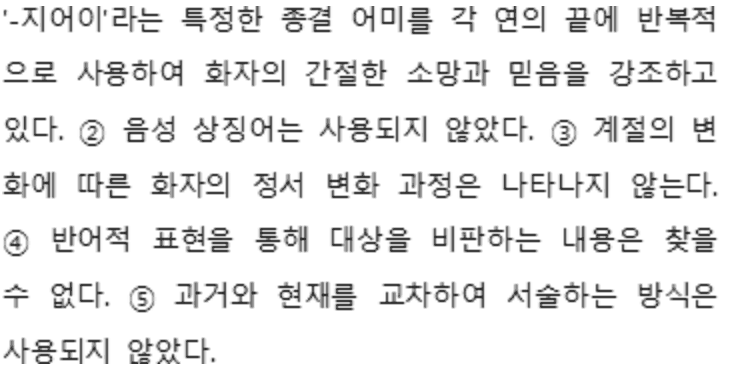 '-지어이'라는 특정한 종결 어미를 각 연의 끝에 반복적
으로 사용하여 화자의 간절한 소망과 믿음을 강조하고
있다. ② 음성 상징어는 사용되지 않았다. ③ 계절의 변
화에 따른 화자의 정서 변화 과정은 나타나지 않는다.
④ 반어적 표현을 통해 대상을 비판하는 내용은 찾을
수 없다. ⑤ 과거와 현재를 교차하여 서술하는 방식은
사용되지 않았다.